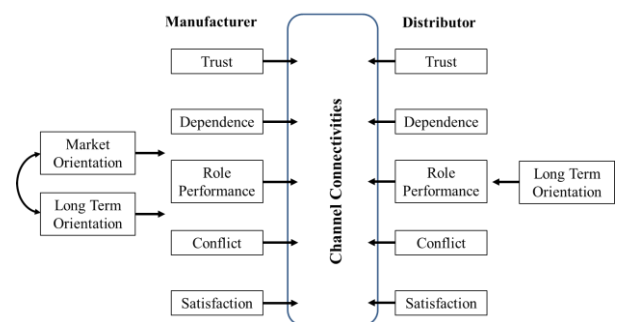 Manufacturer
Distributor
Trust
Trust
Dependence
Dependence
Market
Orientation
Role
Performance
Role
Performance
Long Term
Orientation
Long Term
Orientation
Conflict
Conflict
Satisfaction
Satisfaction
Channel Connectivities